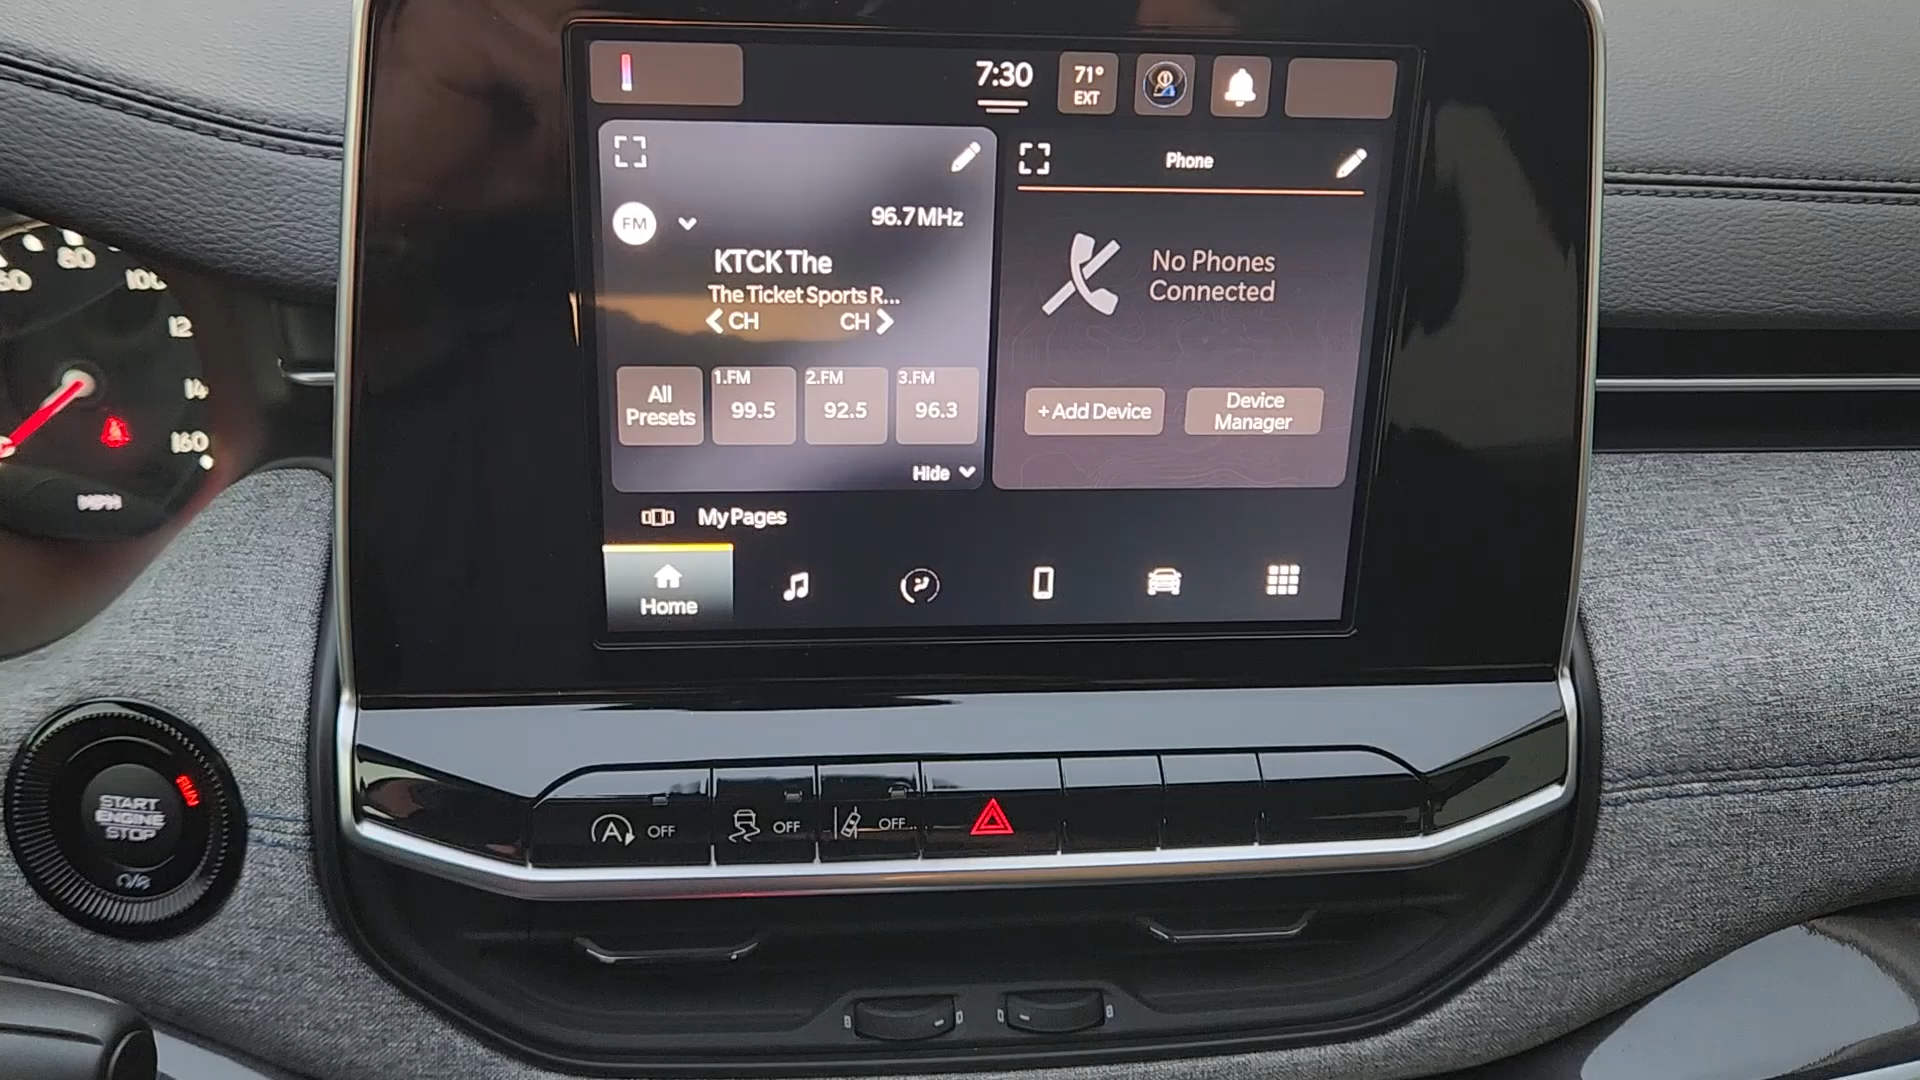 7:30
71°
EXT
Phone
FM
96.7 MHz
KTCK The
The Ticket Sports R...
CH
CH
No Phones
Connected
All
Presets
1.FM
99.5
2.FM
92.5
3.FM
96.3
+ Add Device
Device
Manager
Hide
My Pages
Home
80
100
12
14
160
MPH
START
ENGINE
STOP
RUN
A OFF
OFF
OFF